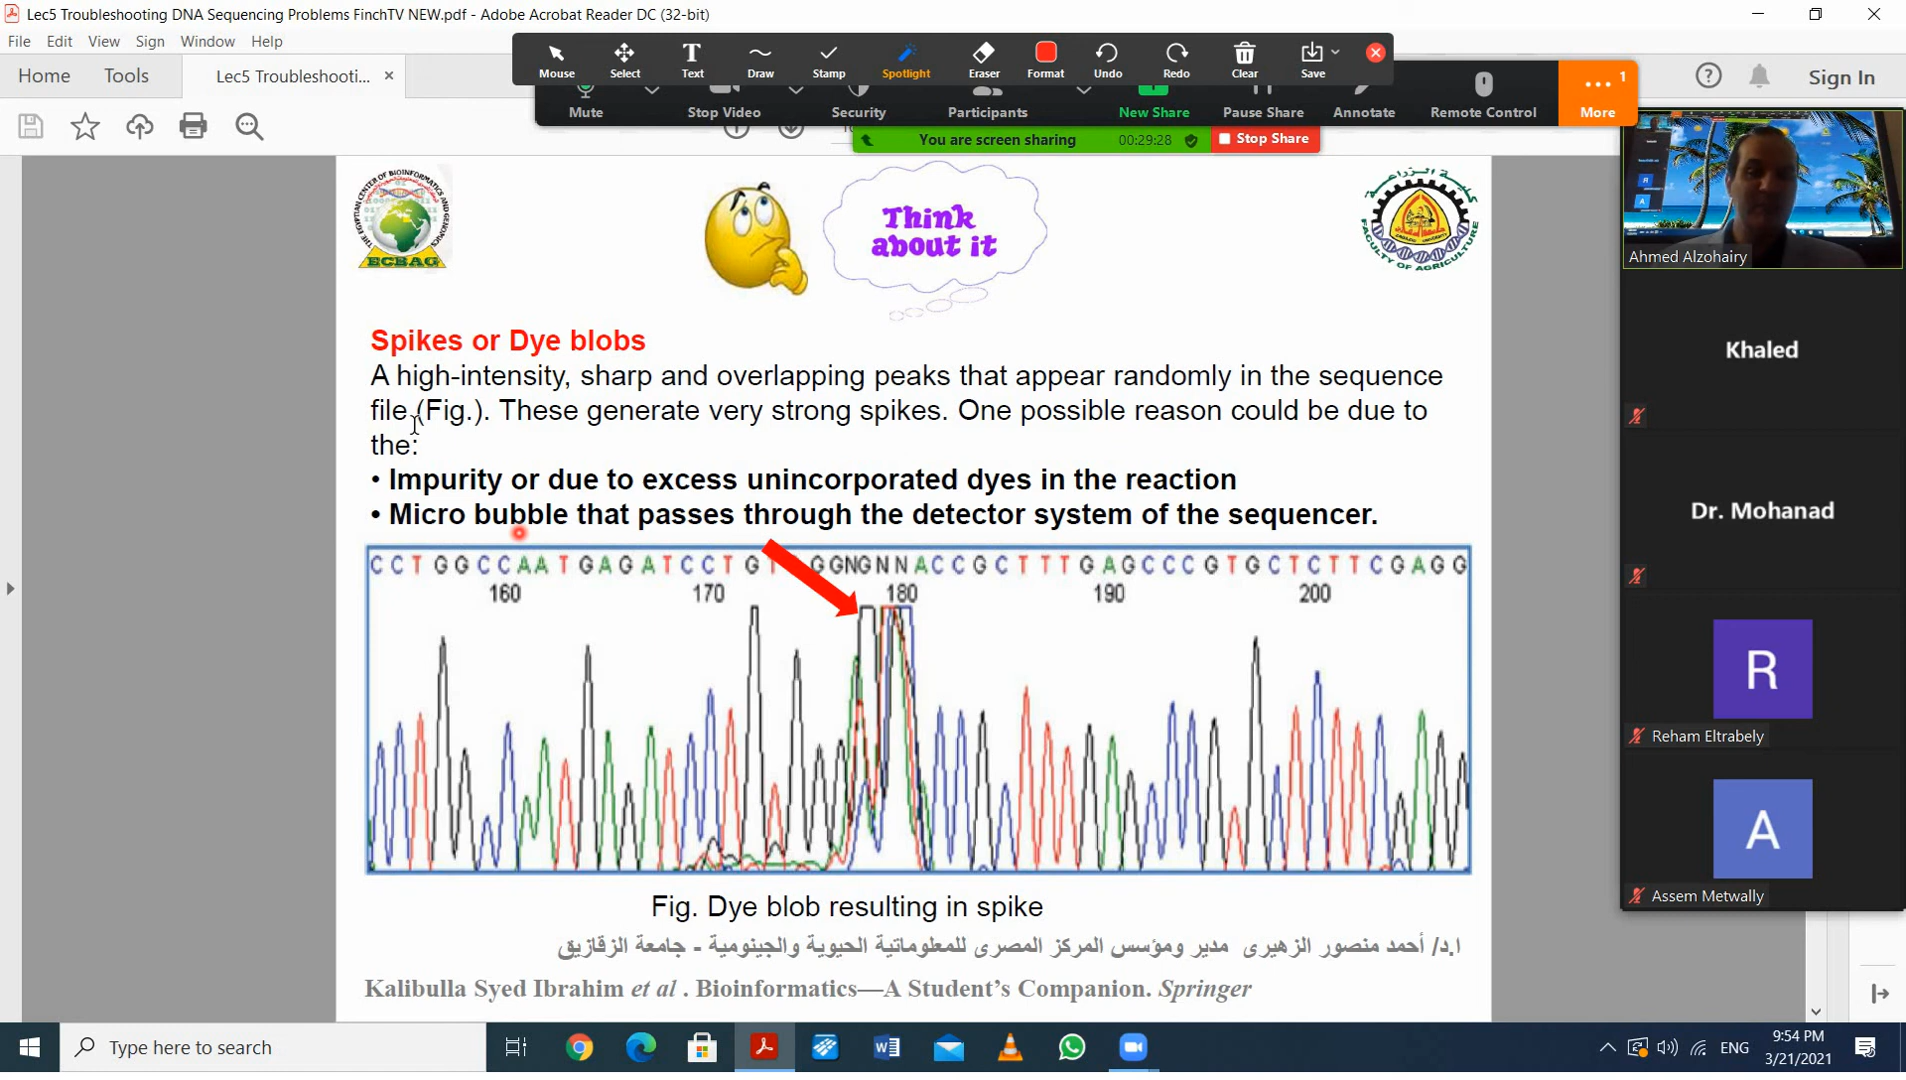 Lec5 Troubleshooting DNA Sequencing Problems FinchTV NEW.pdf - Adobe Acrobat Reader DC (32-bit)
File Edit View Sign Window Help
Mouse Select Text Draw Stamp Spotlight Eraser Format Undo Redo Clear Save
Home Tools Lec5 Troubleshooti...
Sign In
Mute Stop Video Security Participants New Share Pause Share Annotate Remote Control More
1
You are screen sharing 00:29:28 Stop Share
ECBAG
Think
about it
FACULTY OF AGRICULTURE
Spikes or Dye blobs
A high-intensity, sharp and overlapping peaks that appear randomly in the sequence
file (Fig.). These generate very strong spikes. One possible reason could be due to
the:
• Impurity or due to excess unincorporated dyes in the reaction
• Micro bubble that passes through the detector system of the sequencer.
C C T G G C C A A T G A G A T C C T G T G G N G N N A C C G C T T T G A G C C C G T G C T C T T C G A G G
160 170 180 190 200
Fig. Dye blob resulting in spike
ا.د/ أحمد منصور الزهيرى مدير ومؤسس المركز المصرى للمعلوماتية الحيوية والجينومية - جامعة الزقازيق
Kalibulla Syed Ibrahim et al . Bioinformatics—A Student's Companion. Springer
Ahmed Alzohairy
Khaled
Dr. Mohanad
R
Reham Eltrabely
A
Assem Metwally
Type here to search
ENG
9:54 PM
3/21/2021